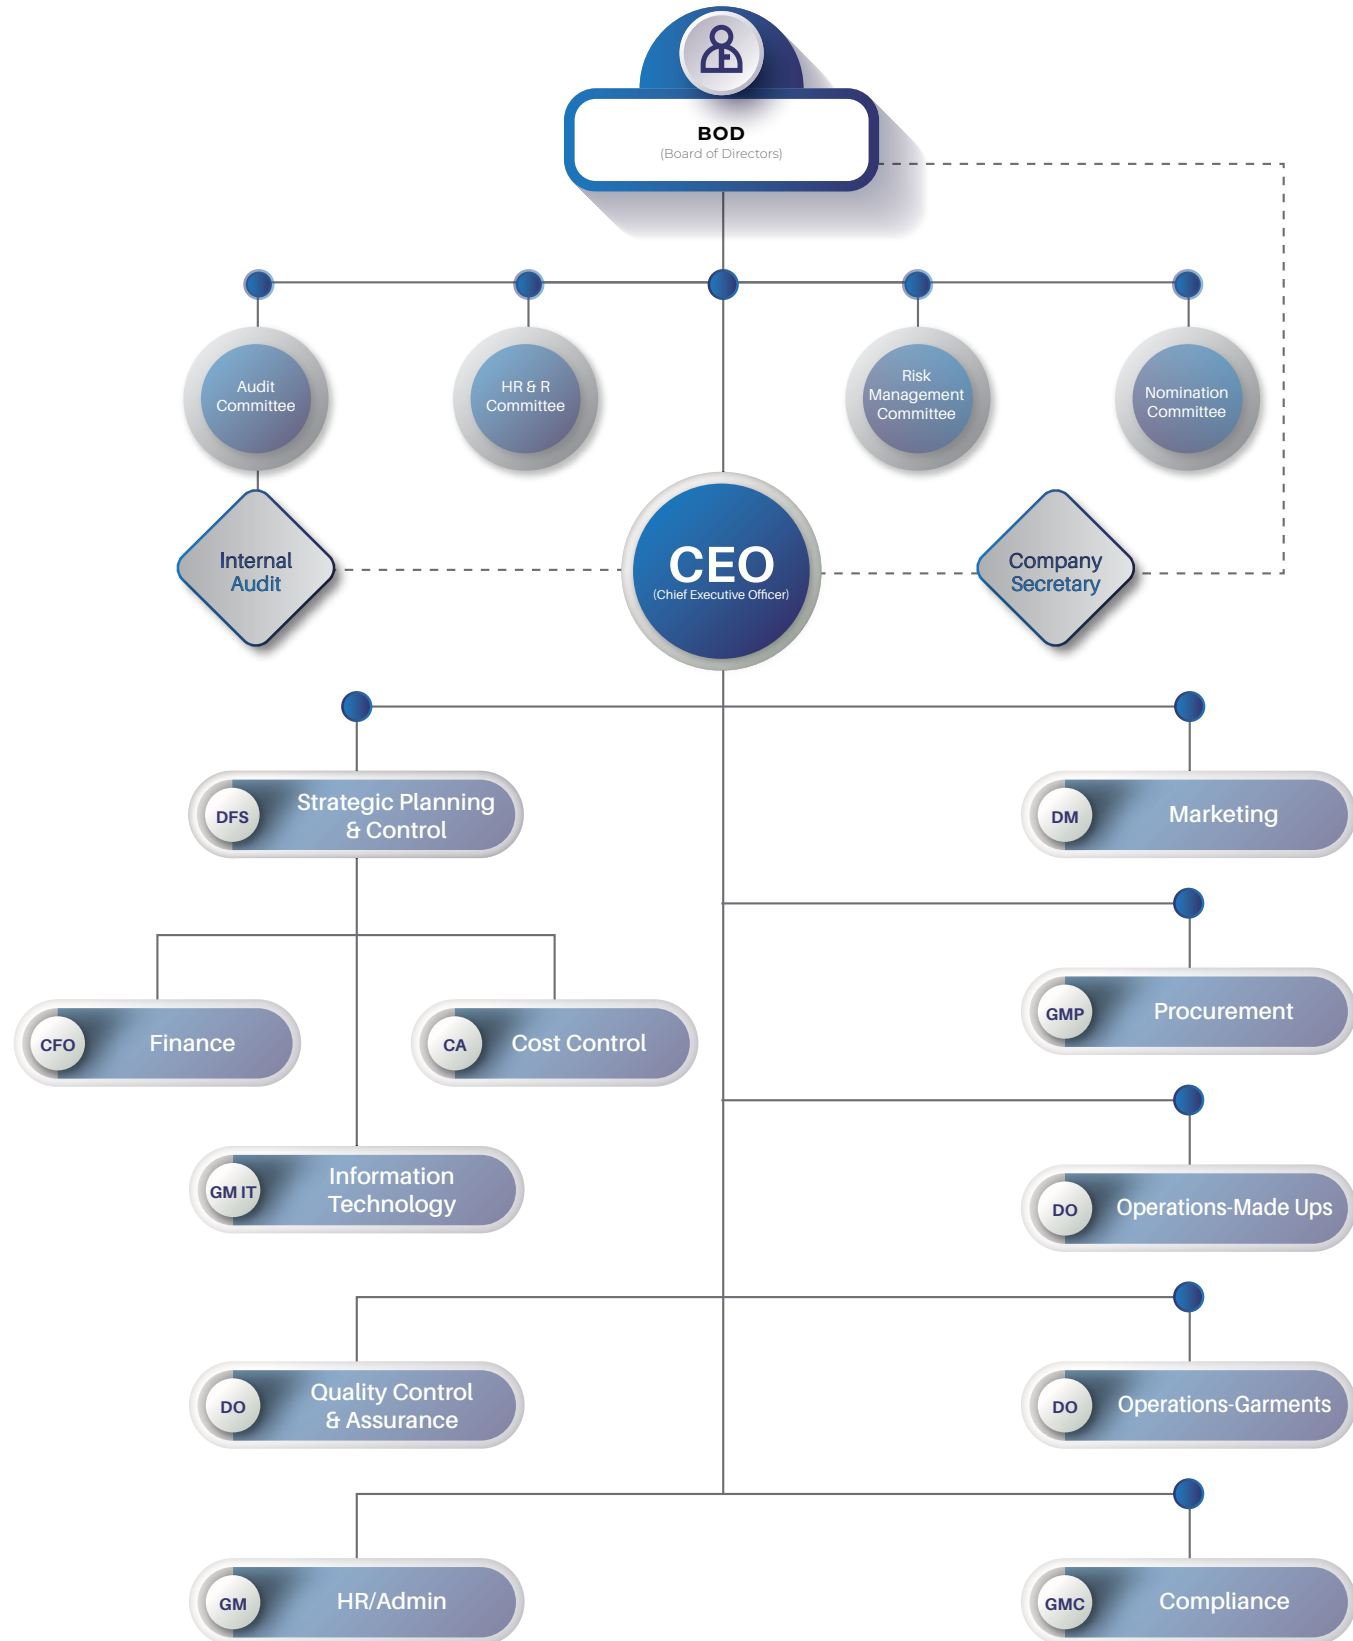 BOD
(Board of Directors)
Audit
Committee
HR & R
Committee
Risk
Management
Committee
Nomination
Committee
Internal
Audit
CEO
(Chief Executive Officer)
Company
Secretary
DFS
Strategic Planning
& Control
DM
Marketing
GMP
Procurement
CFO
Finance
CA
Cost Control
GM IT
Information
Technology
DO
Operations-Made Ups
DO
Quality Control
& Assurance
DO
Operations-Garments
GM
HR/Admin
GMC
Compliance